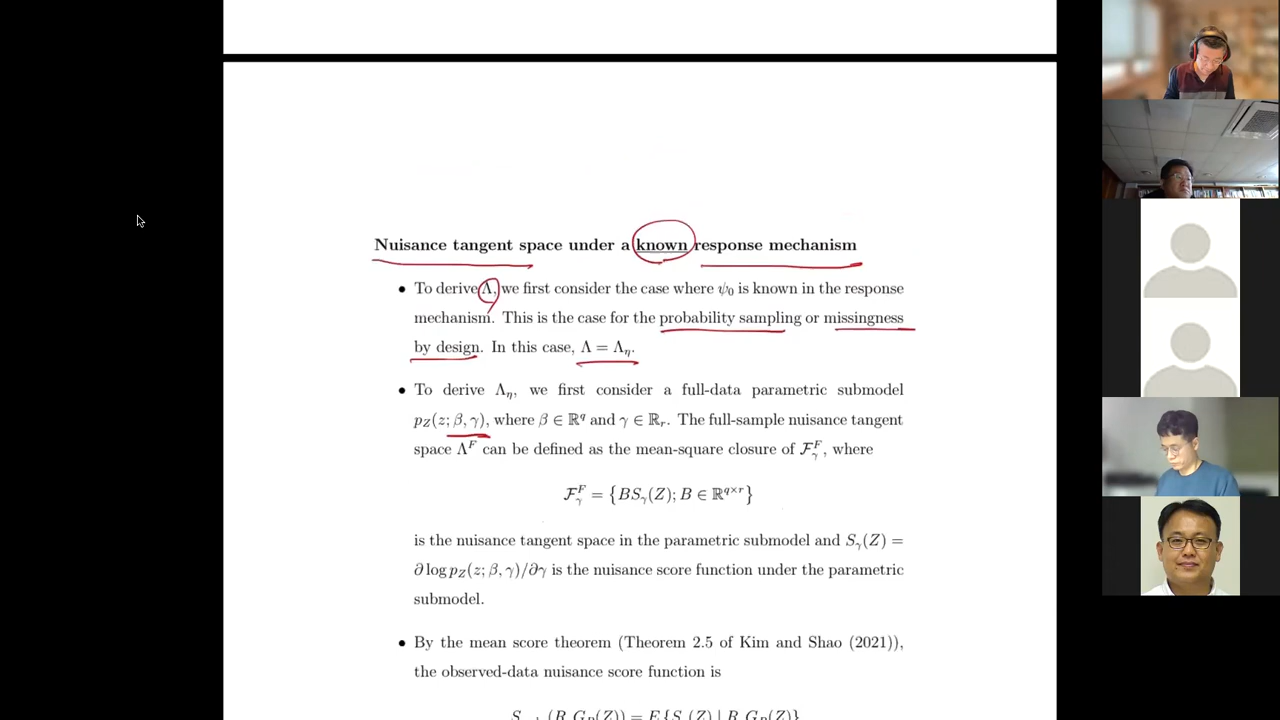 Nuisance tangent space under a known response mechanism
• To derive Λ, we first consider the case where ψ₀ is known in the response
mechanism. This is the case for the probability sampling or missingness
by design. In this case, Λ = Λ_η.
• To derive Λ_η, we first consider a full-data parametric submodel
p_Z(z; β, γ), where β ∈ ℝ^q and γ ∈ ℝ_r. The full-sample nuisance tangent
space Λ^F can be defined as the mean-square closure of ℱ_γ^F, where
ℱ_γ^F = {BS_γ(Z); B ∈ ℝ^{q×r}}
is the nuisance tangent space in the parametric submodel and S_γ(Z) =
∂ log p_Z(z; β, γ)/∂γ is the nuisance score function under the parametric
submodel.
• By the mean score theorem (Theorem 2.5 of Kim and Shao (2021)),
the observed-data nuisance score function is
(R, G_R(Z)) = E{S_γ(Z) | R, G_R(Z)}